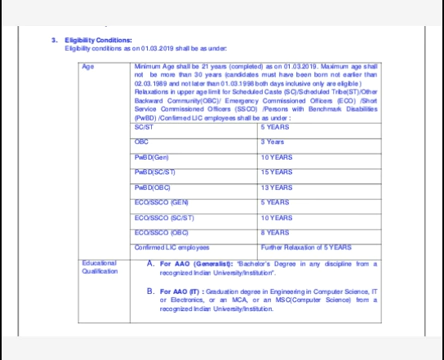 3. Eligibility Conditions:
Eligibility conditions as on 01.03.2019 shall be as under:
Age
Minimum Age shall be 21 years (completed) as on 01.03.2019. Maximum age shall
not be more than 30 years (candidates must have been born not earlier than
02.03.1989 and not later than 01.03.1998 both days inclusive only are eligible)
Relaxations in upper age limit for Scheduled Caste (SC)/Scheduled Tribe(ST)/Other
Backward Community(OBC)/ Emergency Commissioned Officers (ECO) /Short
Service Commissioned Officers (SSCO) /Persons with Benchmark Disabilities
(PwBD) /Confirmed LIC employees shall be as under :
SC/ST 5 YEARS
OBC 3 Years
PwBD(Gen) 10 YEARS
PwBD(SC/ST) 15 YEARS
PwBD(OBC) 13 YEARS
ECO/SSCO (GEN) 5 YEARS
ECO/SSCO (SC/ST) 10 YEARS
ECO/SSCO (OBC) 8 YEARS
Confirmed LIC employees Further Relaxation of 5 YEARS
Educational
Qualification
A. For AAO (Generalist): "Bachelor's Degree in any discipline from a
recognized Indian University/Institution".
B. For AAO (IT) : Graduation degree in Engineering in Computer Science, IT
or Electronics, or an MCA, or an MSC(Computer Science) from a
recognized Indian University/Institution.